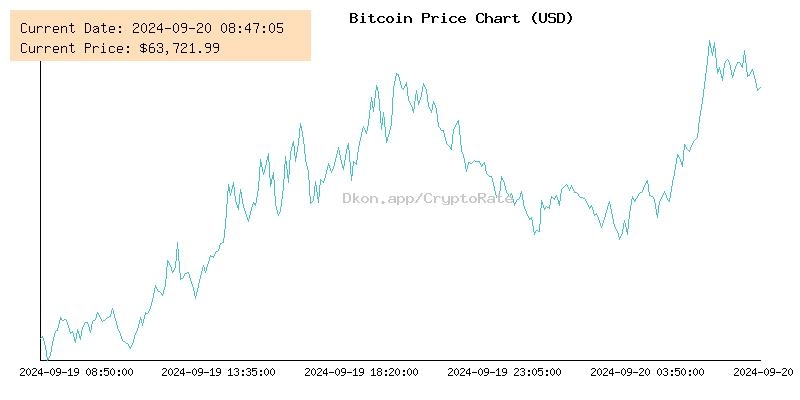 Bitcoin Price Chart (USD)
Current Date: 2024-09-20 08:47:05
Current Price: $63,721.99
Dkon.app/CryptoRate
2024-09-19 08:50:00 2024-09-19 13:35:00 2024-09-19 18:20:00 2024-09-19 23:05:00 2024-09-20 03:50:00 2024-09-20